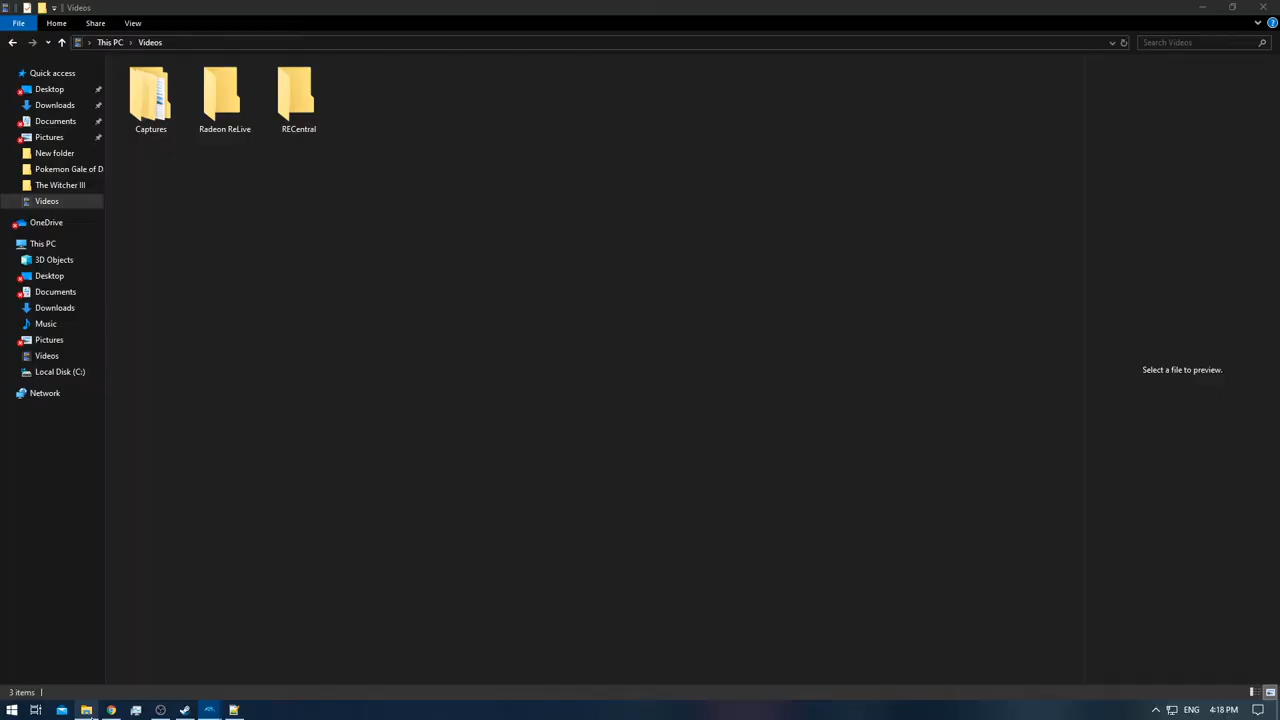 Videos
File Home Share View
This PC Videos
Search Videos
Quick access
Desktop
Downloads
Documents
Pictures
New folder
Pokemon Gale of D
The Witcher III
Videos
OneDrive
This PC
3D Objects
Desktop
Documents
Downloads
Music
Pictures
Videos
Local Disk (C:)
Network
Captures Radeon ReLive RECentral
Select a file to preview.
3 items
ENG 4:18 PM